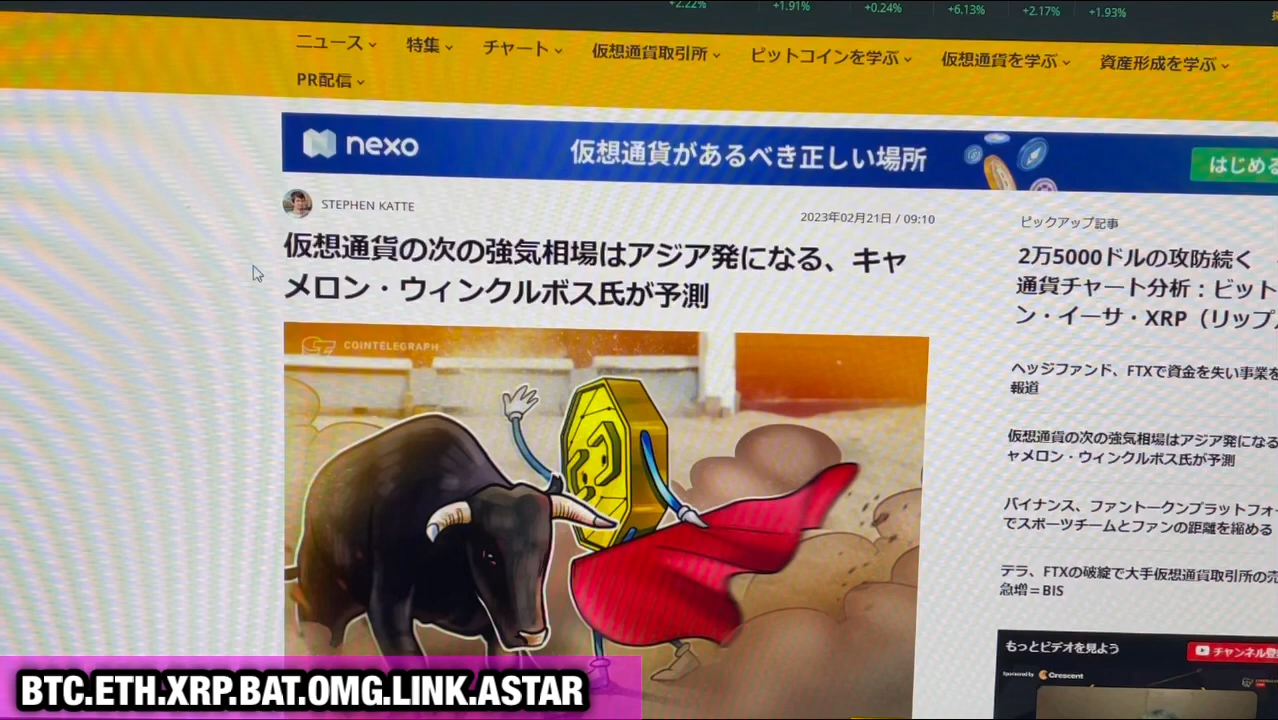 +2.22%
+1.91%
+0.24%
+6.13%
+2.17%
+1.93%
ニュース
特集
チャート
仮想通貨取引所
ビットコインを学ぶ
仮想通貨を学ぶ
資産形成を学ぶ
PR配信
nexo
仮想通貨があるべき正しい場所
はじめる
STEPHEN KATTE
2023年02月21日 / 09:10
仮想通貨の次の強気相場はアジア発になる、キャ
メロン・ウィンクルボス氏が予測
COINTELEGRAPH
ピックアップ記事
2万5000ドルの攻防続く
通貨チャート分析：ビット
ン・イーサ・XRP（リップ
ヘッジファンド、FTXで資金を失い事業を
報道
仮想通貨の次の強気相場はアジア発になる
ャメロン・ウィンクルボス氏が予測
バイナンス、ファントークンプラットフォ
でスポーツチームとファンの距離を縮める
テラ、FTXの破綻で大手仮想通貨取引所の売
急増＝BIS
もっとビデオを見よう
チャンネル登
Sponsored by
Crescent
BTC.ETH.XRP.BAT.OMG.LINK.ASTAR